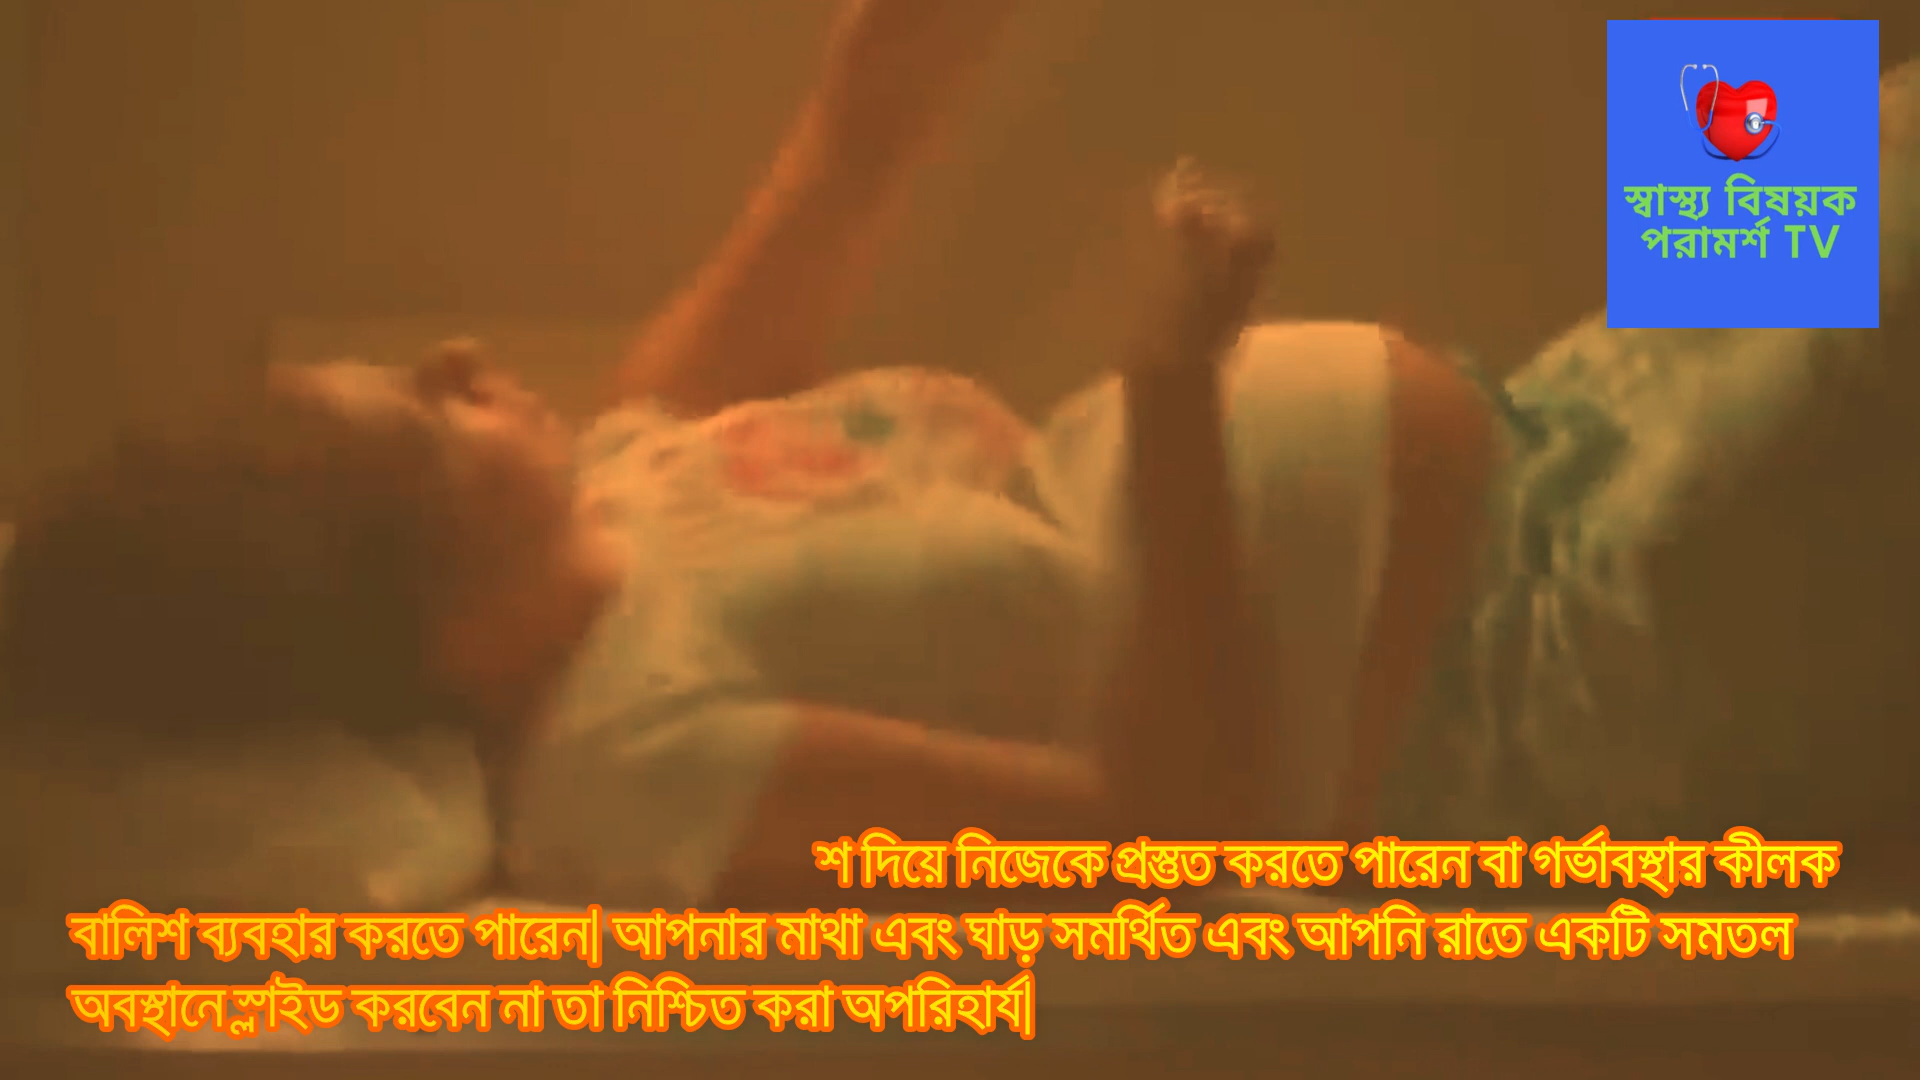 স্বাস্থ্য বিষয়ক
পরামর্শ TV
শ দিয়ে নিজেকে প্রস্তুত করতে পারেন বা গর্ভাবস্থার কীলক
বালিশ ব্যবহার করতে পারেন| আপনার মাথা এবং ঘাড় সমর্থিত এবং আপনি রাতে একটি সমতল
অবস্থানে স্লাইড করবেন না তা নিশ্চিত করা অপরিহার্য|